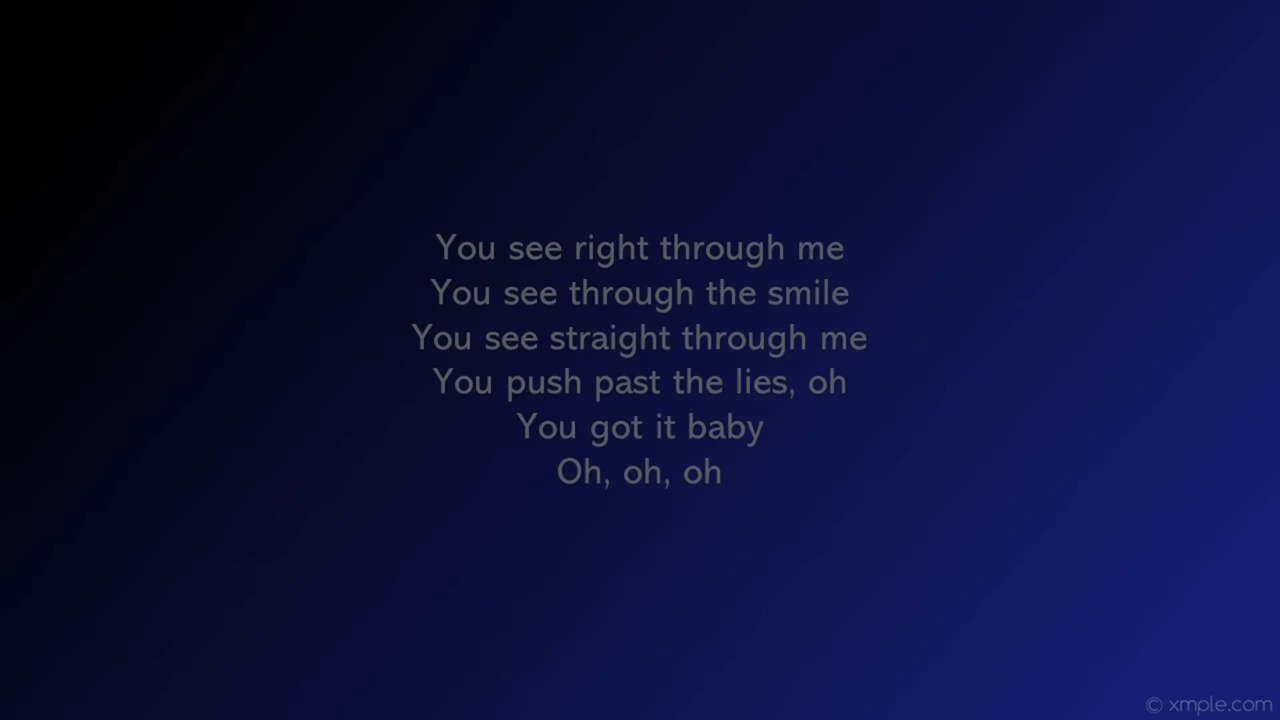 You see right through me
You see through the smile
You see straight through me
You push past the lies, oh
You got it baby
Oh, oh, oh
© xmple.com